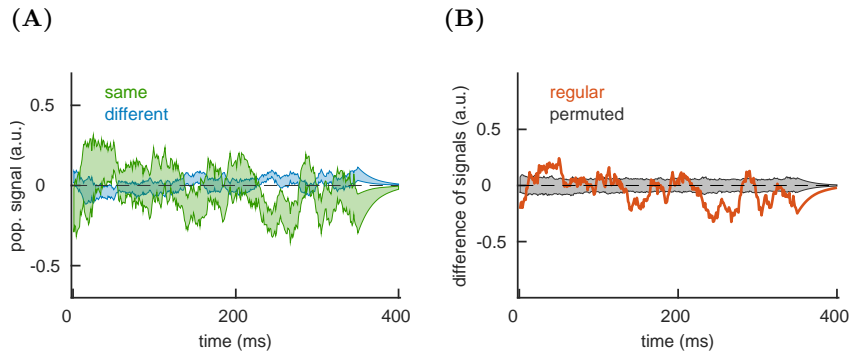 (A)
same
different
0.5
0
-0.5
pop. signal (a.u.)
0
200
400
time (ms)
(B)
regular
permuted
0.5
0
-0.5
difference of signals (a.u.)
0
200
400
time (ms)